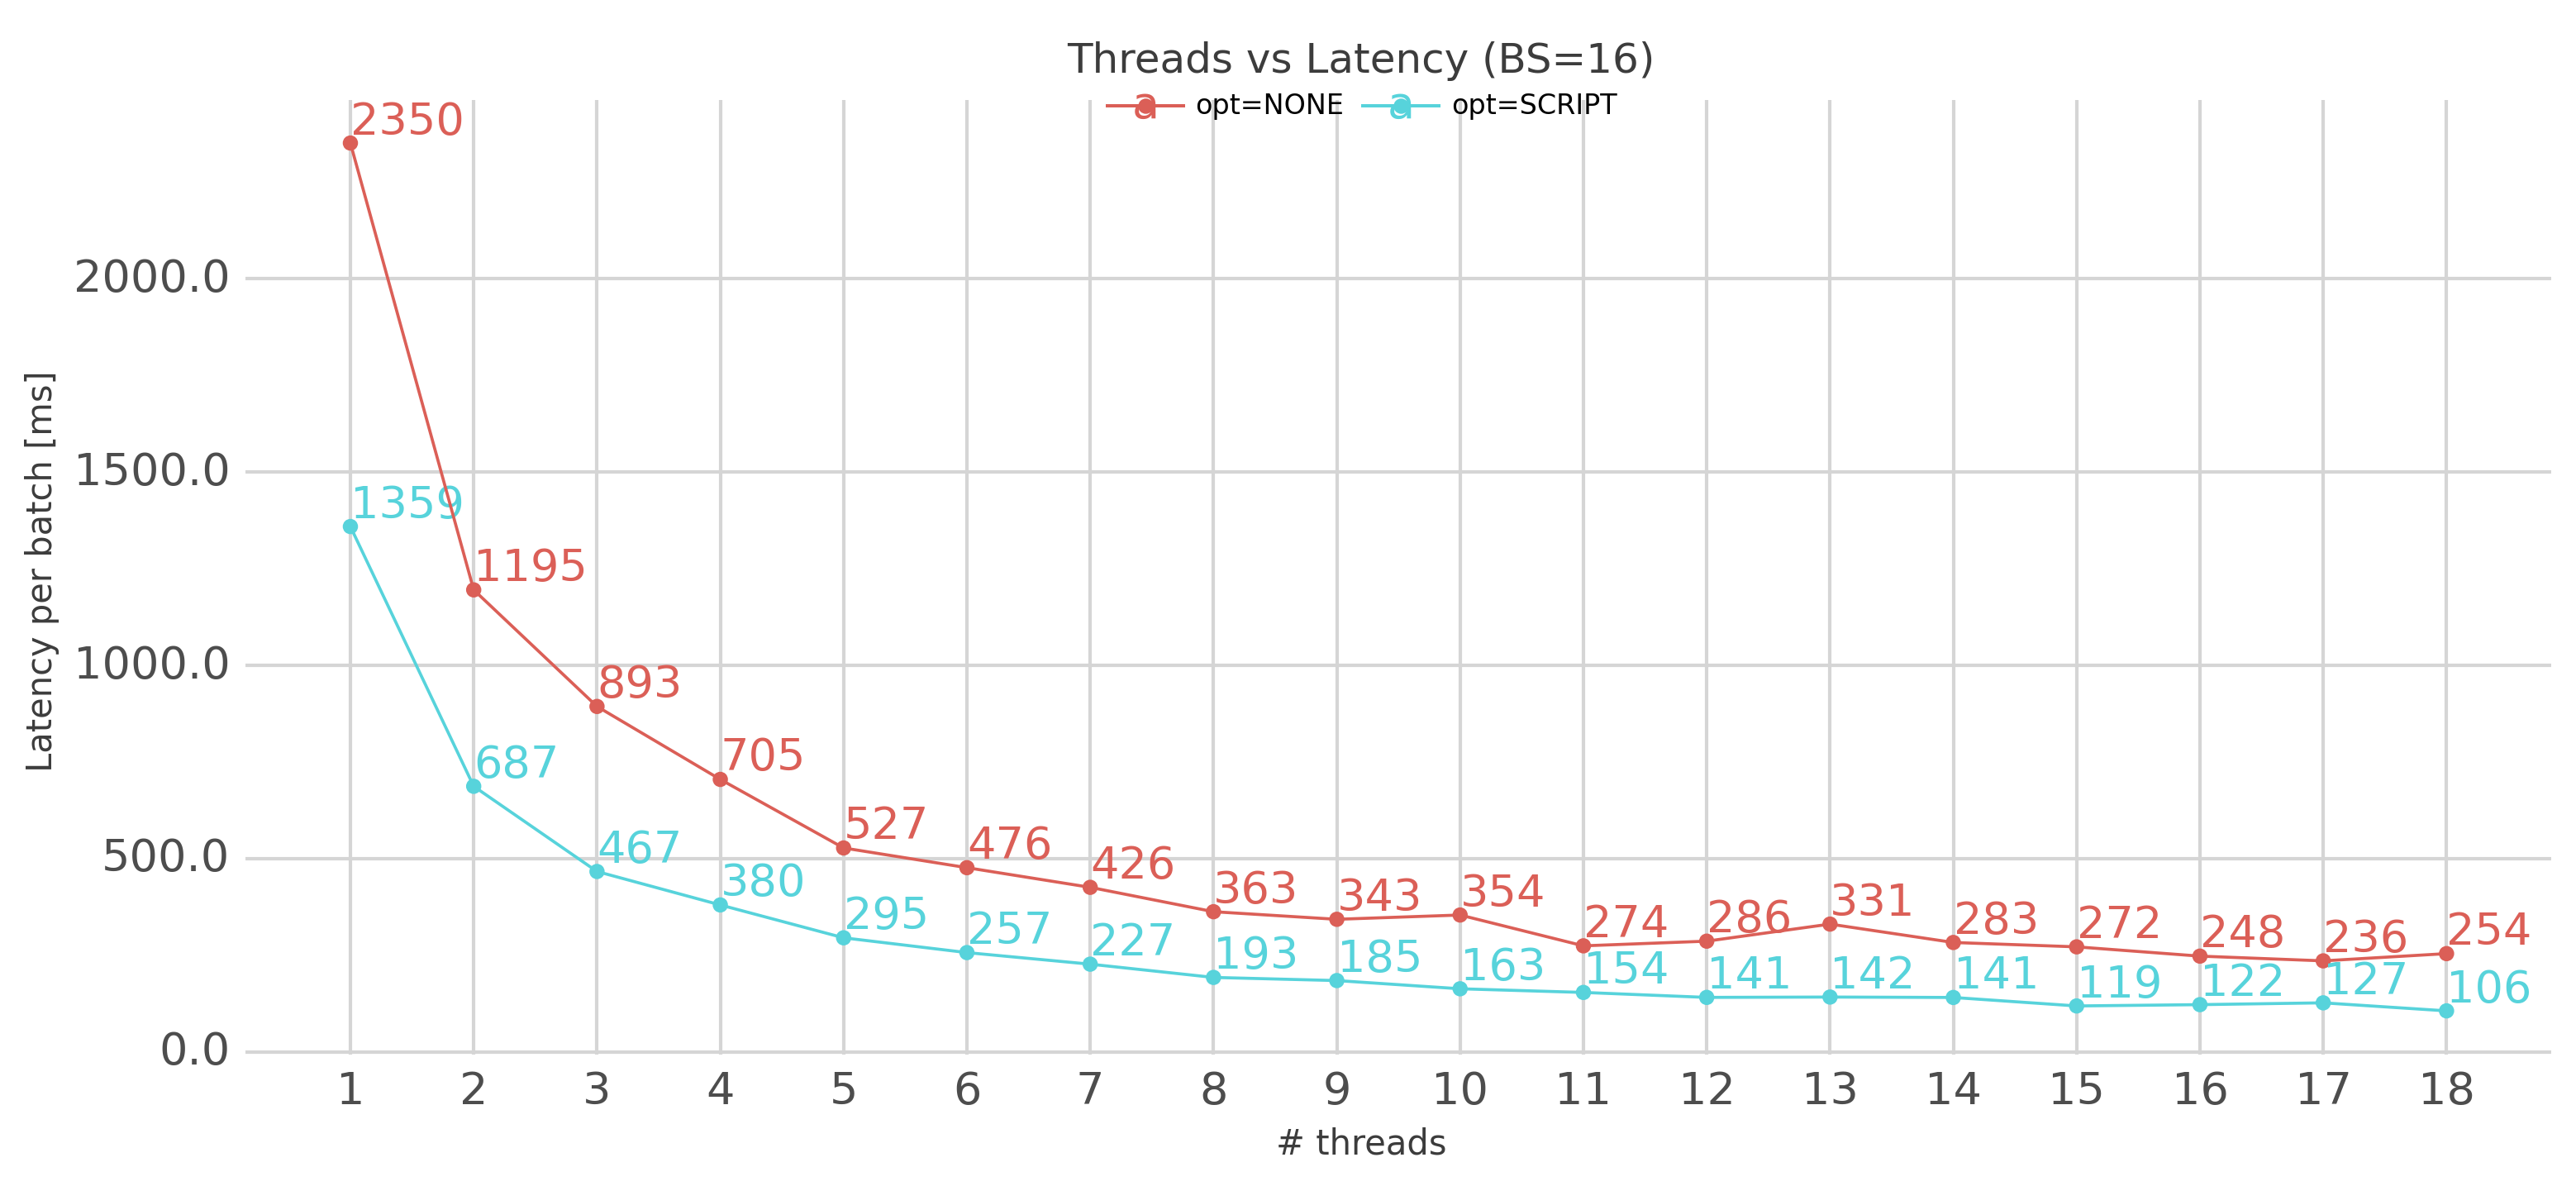 Threads vs Latency (BS=16)
a opt=NONE a opt=SCRIPT
Latency per batch [ms]
2000.0
1500.0
1000.0
500.0
0.0
2350 1195 893 705 527 476 426 363 343 354 274 286 331 283 272 248 236 254
1359 687 467 380 295 257 227 193 185 163 154 141 142 141 119 122 127 106
1 2 3 4 5 6 7 8 9 10 11 12 13 14 15 16 17 18
# threads